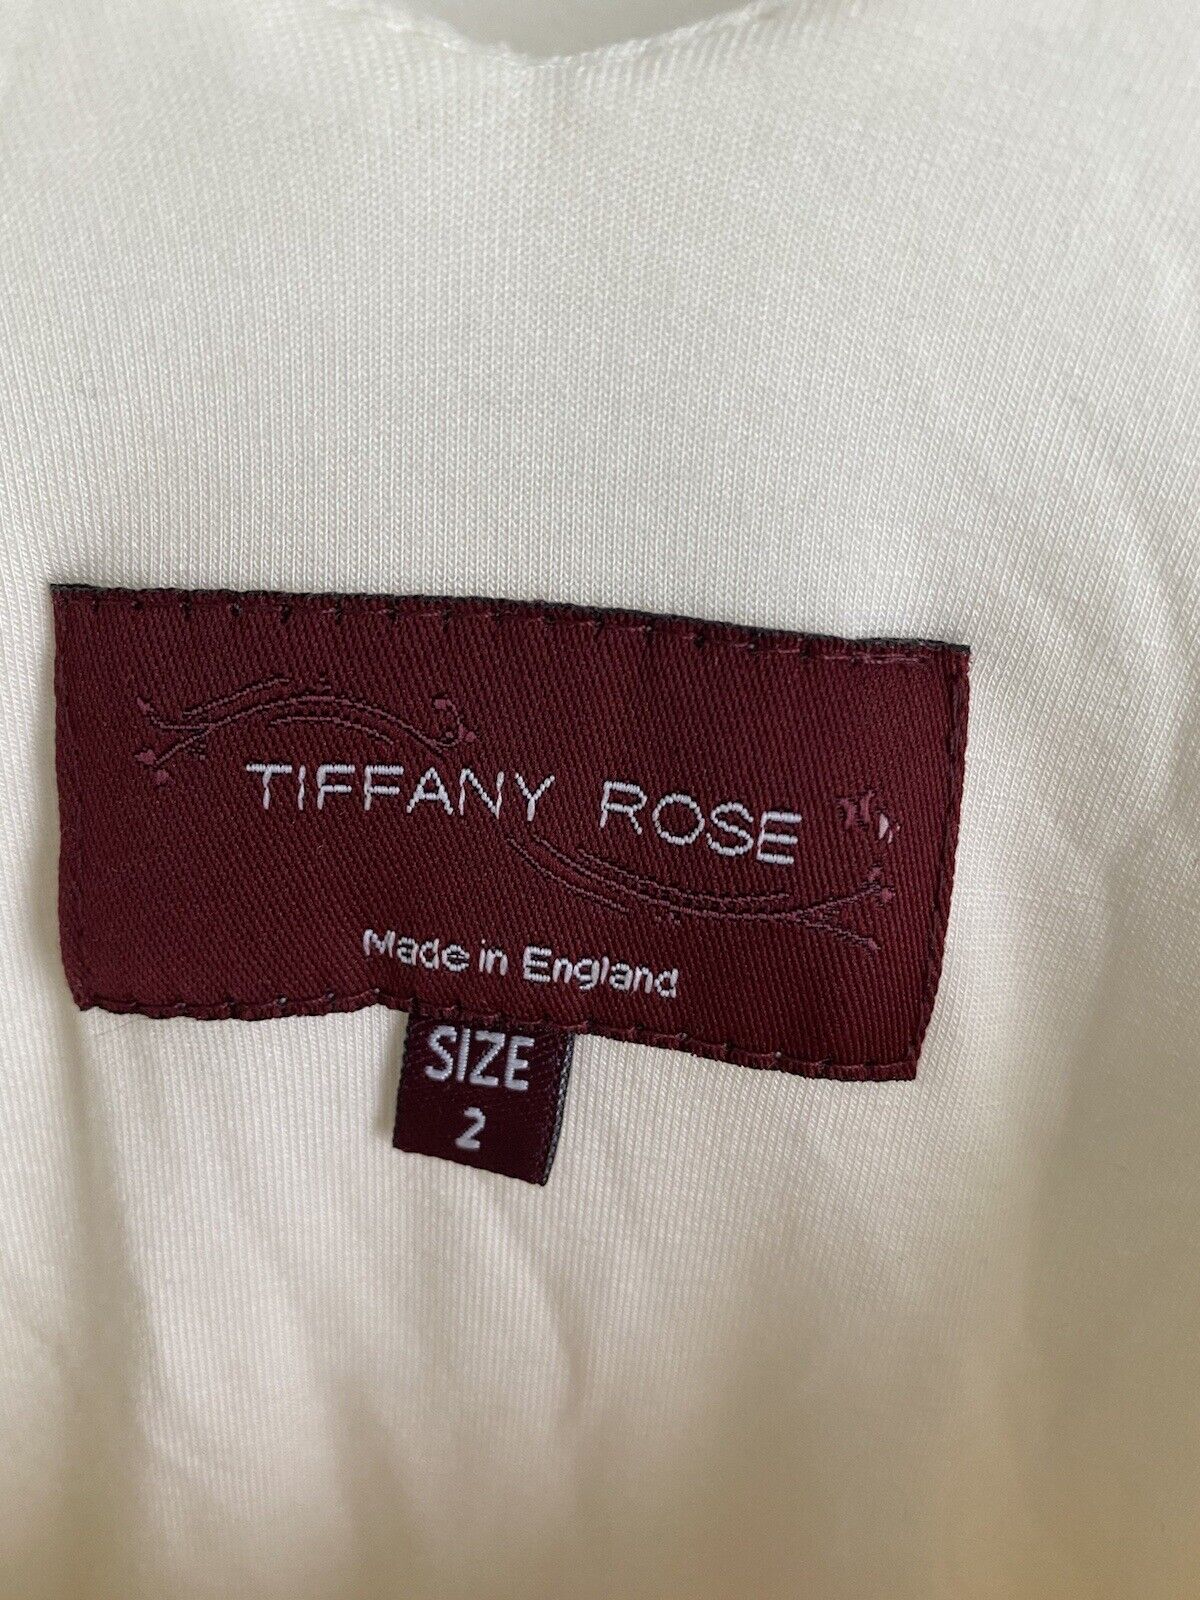 TIFFANY ROSE
Made in England
SIZE
2